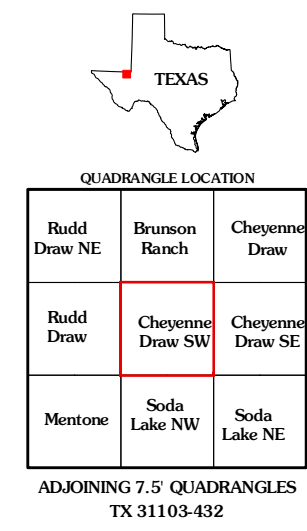 TEXAS
QUADRANGLE LOCATION
Rudd
Draw NE
Brunson
Ranch
Cheyenne
Draw
Rudd
Draw
Cheyenne
Draw SW
Cheyenne
Draw SE
Mentone
Soda
Lake NW
Soda
Lake NE
ADJOINING 7.5' QUADRANGLES
TX 31103-432